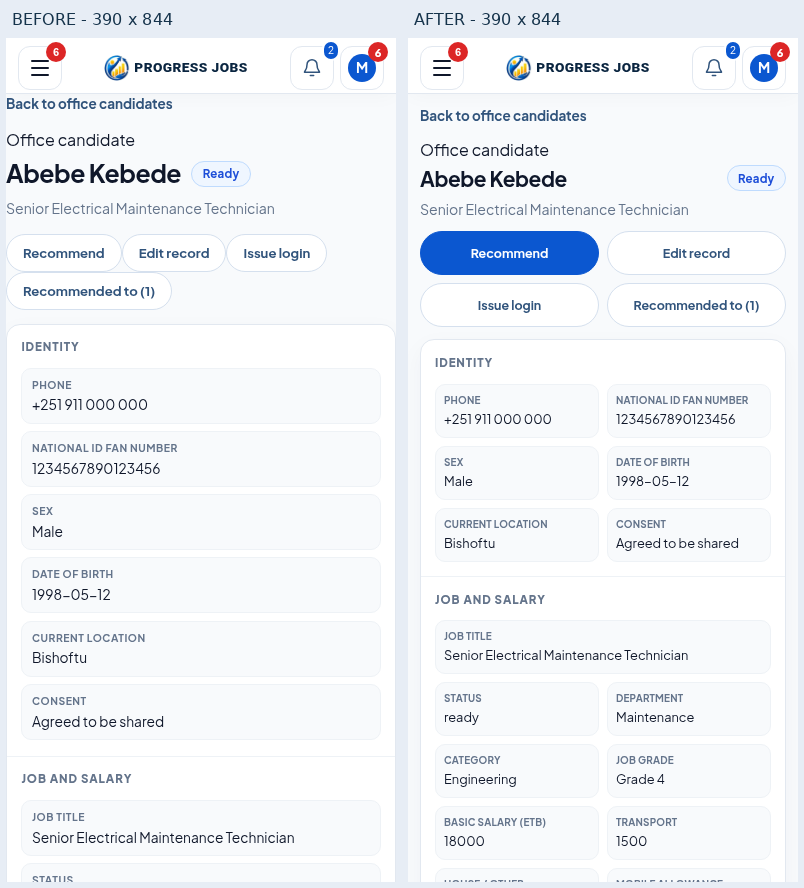 BEFORE - 390 x 844
6
PROGRESS JOBS
2
M
6
Back to office candidates
Office candidate
Abebe Kebede
Ready
Senior Electrical Maintenance Technician
Recommend
Edit record
Issue login
Recommended to (1)
IDENTITY
PHONE
+251 911 000 000
NATIONAL ID FAN NUMBER
1234567890123456
SEX
Male
DATE OF BIRTH
1998-05-12
CURRENT LOCATION
Bishoftu
CONSENT
Agreed to be shared
JOB AND SALARY
JOB TITLE
Senior Electrical Maintenance Technician
STATUS
AFTER - 390 x 844
6
PROGRESS JOBS
2
M
6
Back to office candidates
Office candidate
Abebe Kebede
Ready
Senior Electrical Maintenance Technician
Recommend
Edit record
Issue login
Recommended to (1)
IDENTITY
PHONE
+251 911 000 000
NATIONAL ID FAN NUMBER
1234567890123456
SEX
Male
DATE OF BIRTH
1998-05-12
CURRENT LOCATION
Bishoftu
CONSENT
Agreed to be shared
JOB AND SALARY
JOB TITLE
Senior Electrical Maintenance Technician
STATUS
ready
DEPARTMENT
Maintenance
CATEGORY
Engineering
JOB GRADE
Grade 4
BASIC SALARY (ETB)
18000
TRANSPORT
1500